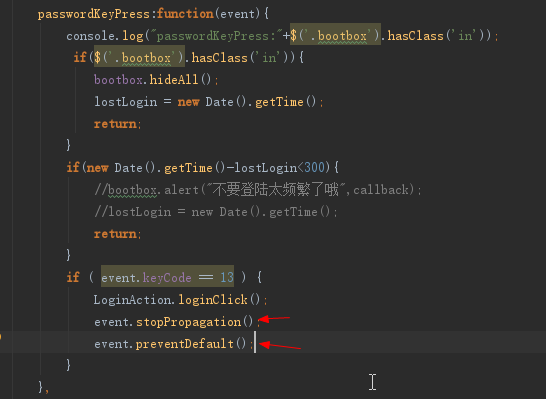 passwordKeyPress:function(event){
console.log("passwordKeyPress:"+$('.bootbox').hasClass('in'));
if($('.bootbox').hasClass('in')){
bootbox.hideAll();
lostLogin = new Date().getTime();
return;
}
if(new Date().getTime()-lostLogin<300){
//bootbox.alert("不要登陆太频繁了哦",callback);
//lostLogin = new Date().getTime();
return;
}
if ( event.keyCode == 13 ) {
LoginAction.loginClick();
event.stopPropagation();
event.preventDefault();
}
},